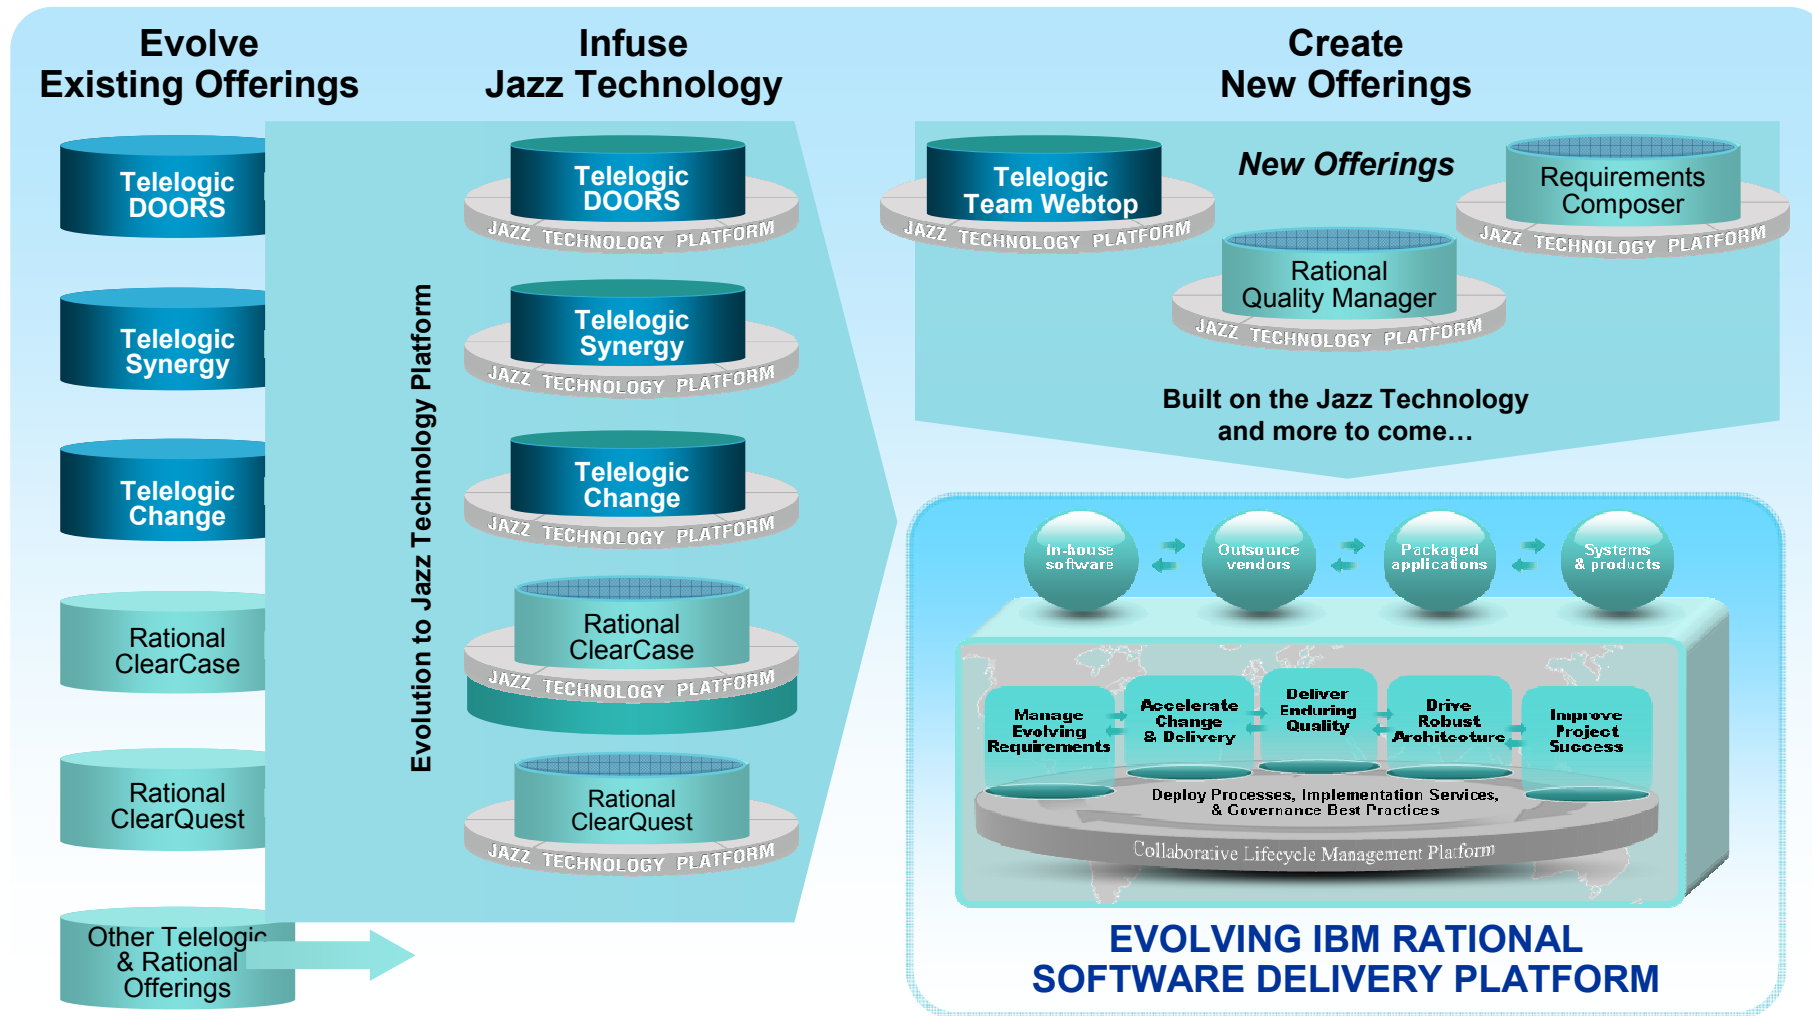 Evolve
Existing Offerings
Telelogic
DOORS
Telelogic
Synergy
Telelogic
Change
Rational
ClearCase
Rational
ClearQuest
Other Telelogic
& Rational
Offerings
Infuse
Jazz Technology
Evolution to Jazz Technology Platform
Telelogic
DOORS
JAZZ TECHNOLOGY PLATFORM
Telelogic
Synergy
JAZZ TECHNOLOGY PLATFORM
Telelogic
Change
JAZZ TECHNOLOGY PLATFORM
Rational
ClearCase
JAZZ TECHNOLOGY PLATFORM
Rational
ClearQuest
JAZZ TECHNOLOGY PLATFORM
Create
New Offerings
Telelogic
Team Webtop
JAZZ TECHNOLOGY PLATFORM
New Offerings
Requirements
Composer
JAZZ TECHNOLOGY PLATFORM
Rational
Quality Manager
JAZZ TECHNOLOGY PLATFORM
Built on the Jazz Technology
and more to come…
In-house
software
Outsource
vendors
Packaged
applications
Systems
& products
Manage
Evolving
Requirements
Accelerate
Change
& Delivery
Deliver
Enduring
Quality
Drive
Robust
Architecture
Improve
Project
Success
Deploy Processes, Implementation Services,
& Governance Best Practices
Collaborative Lifecycle Management Platform
EVOLVING IBM RATIONAL
SOFTWARE DELIVERY PLATFORM